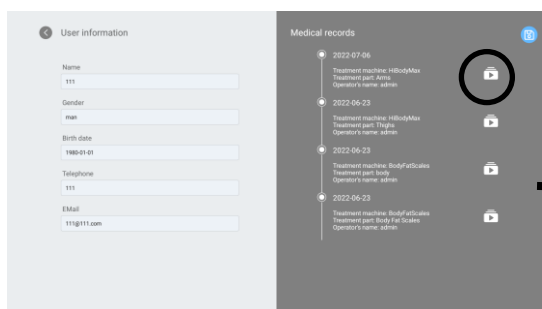 User information
Name
111
Gender
man
Birth date
1980-01-01
Telephone
111
EMail
111@111.com
Medical records
2022-07-06
Treatment machine: HiBodyMax
Treatment part: Arms
Operator's name: admin
2022-06-23
Treatment machine: HiBodyMax
Treatment part: Thighs
Operator's name: admin
2022-06-23
Treatment machine: BodyFatScales
Treatment part: body
Operator's name: admin
2022-06-23
Treatment machine: BodyFatScales
Treatment part: Body Fat Scales
Operator's name: admin